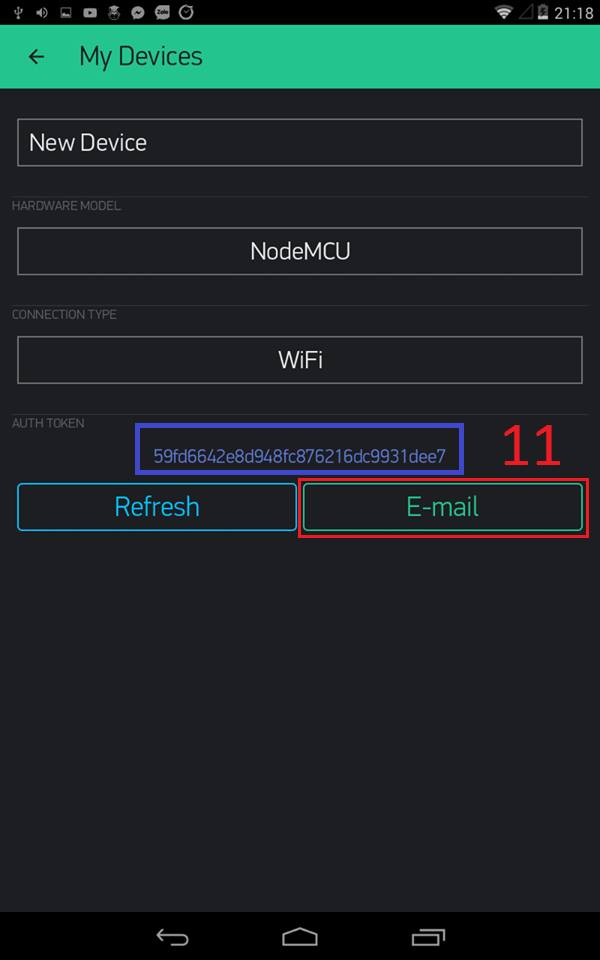 21:18
My Devices
New Device
HARDWARE MODEL
NodeMCU
CONNECTION TYPE
WiFi
AUTH TOKEN
59fd6642e8d948fc876216dc9931dee7
11
Refresh E-mail